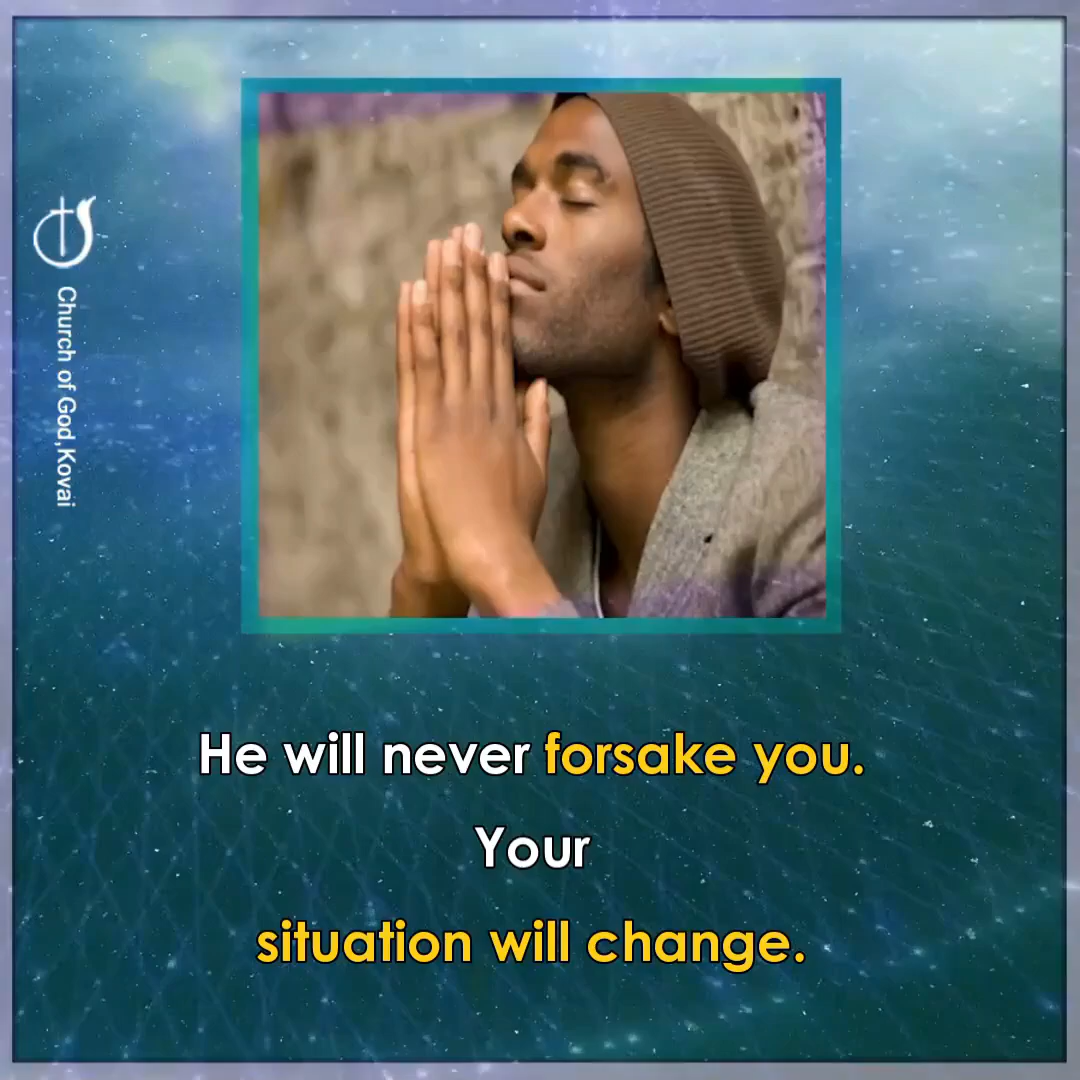 Church of God,Kovai
He will never forsake you.
Your
situation will change.